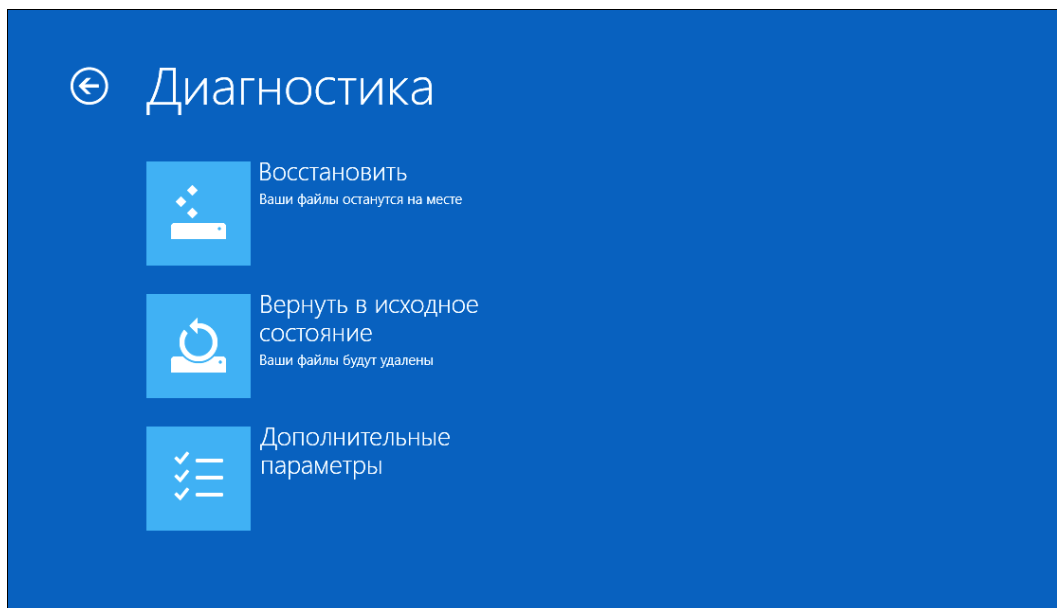 Диагностика
Восстановить
Ваши файлы останутся на месте
Вернуть в исходное
состояние
Ваши файлы будут удалены
Дополнительные
параметры